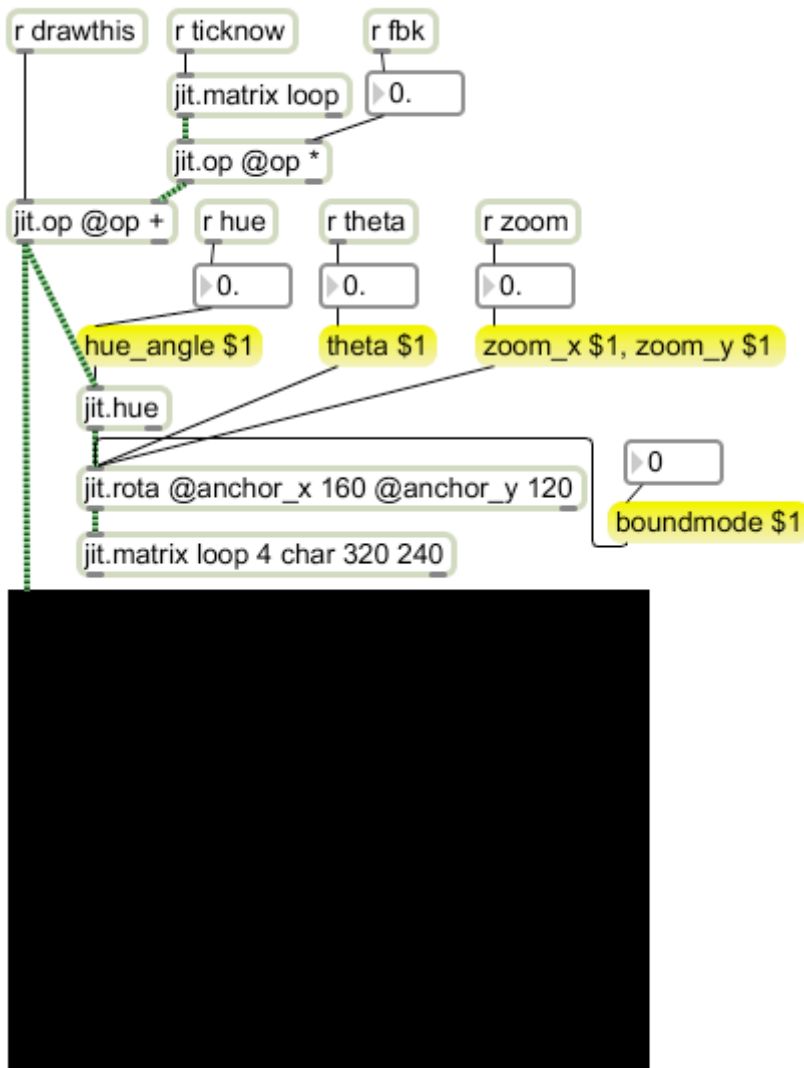 r drawthis
r ticknow
r fbk
jit.matrix loop
0.
jit.op @op *
jit.op @op +
r hue
r theta
r zoom
0.
0.
0.
hue_angle $1
theta $1
zoom_x $1, zoom_y $1
jit.hue
0
jit.rota @anchor_x 160 @anchor_y 120
boundmode $1
jit.matrix loop 4 char 320 240